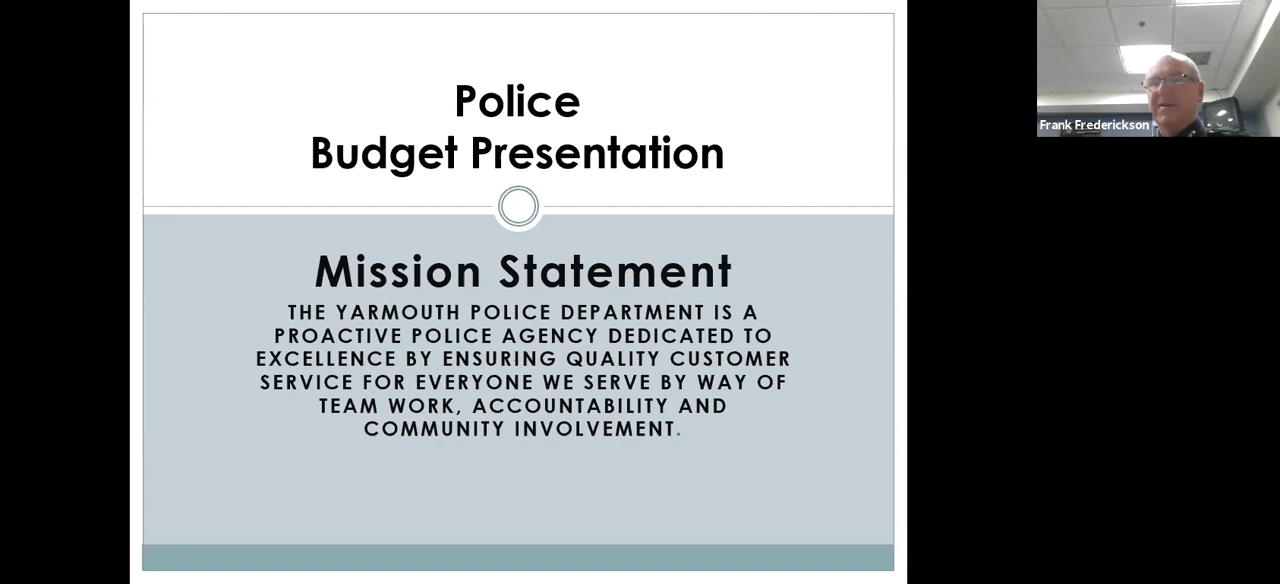 Police
Budget Presentation
Mission Statement
THE YARMOUTH POLICE DEPARTMENT IS A
PROACTIVE POLICE AGENCY DEDICATED TO
EXCELLENCE BY ENSURING QUALITY CUSTOMER
SERVICE FOR EVERYONE WE SERVE BY WAY OF
TEAM WORK, ACCOUNTABILITY AND
COMMUNITY INVOLVEMENT.
Frank Frederickson